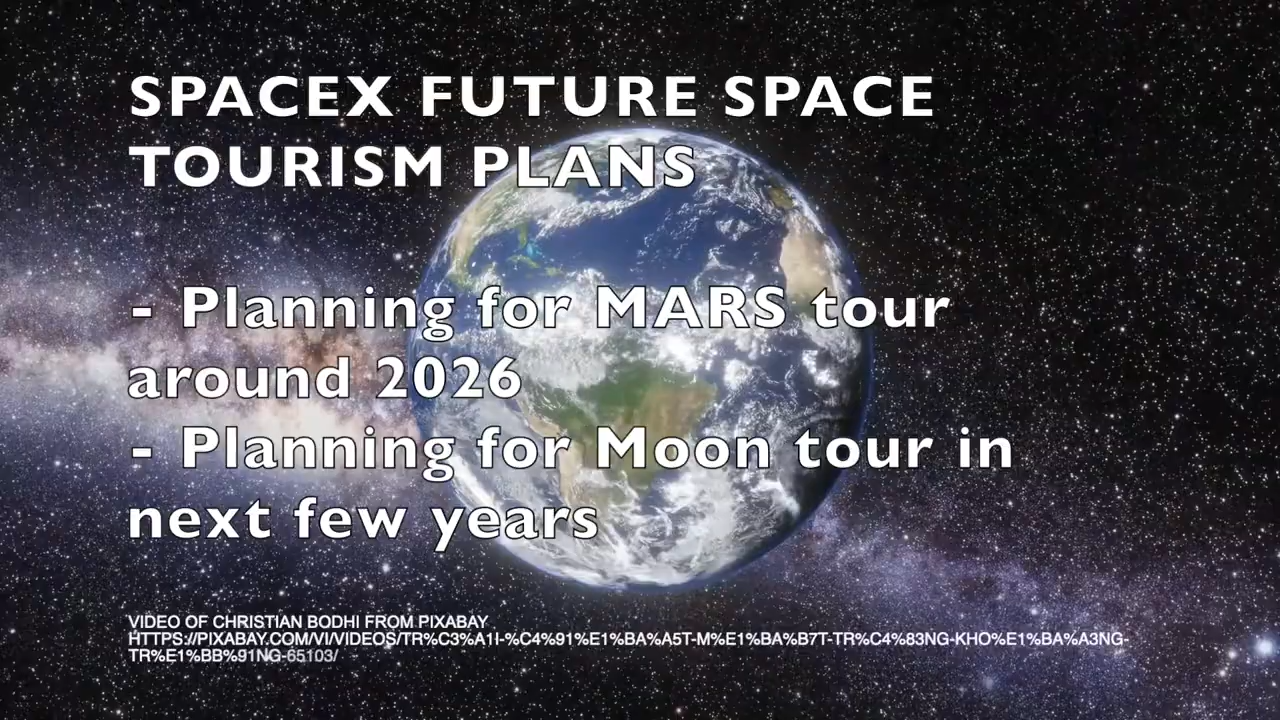 SPACEX FUTURE SPACE
TOURISM PLANS
- Planning for MARS tour
around 2026
- Planning for Moon tour in
next few years
VIDEO OF CHRISTIAN BODHI FROM PIXABAY
HTTPS://PIXABAY.COM/VI/VIDEOS/TR%C3%A1I-%C4%91%E1%BA%A5T-M%E1%BA%B7T-TR%C4%83NG-KHO%E1%BA%A3NG-
TR%E1%BB%91NG-65103/